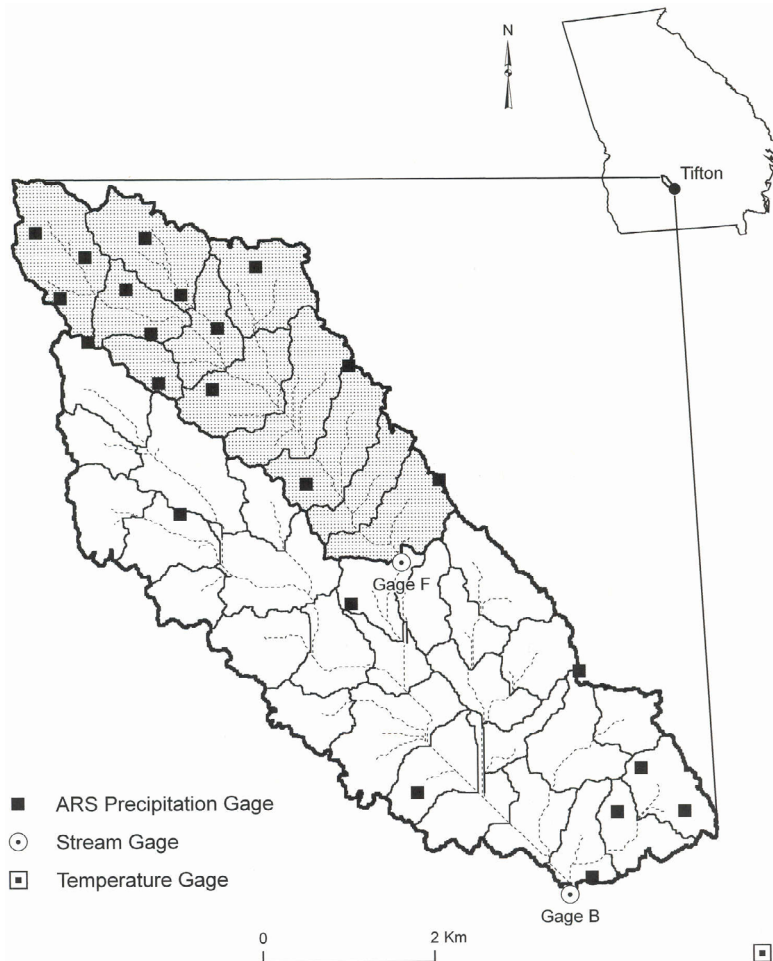 N
Tifton
Gage F
ARS Precipitation Gage
Stream Gage
Temperature Gage
Gage B
0 2 Km